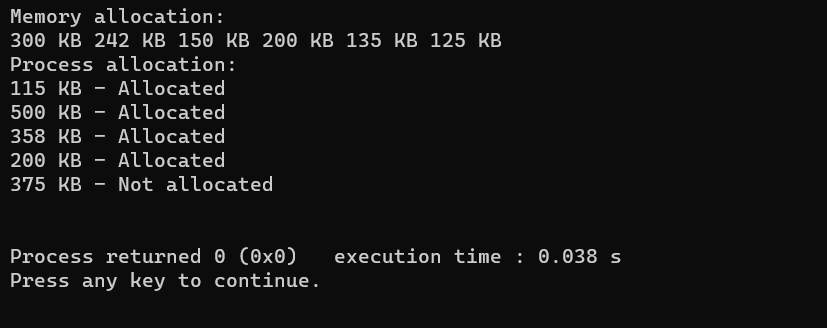 Memory allocation:
300 KB 242 KB 150 KB 200 KB 135 KB 125 KB
Process allocation:
115 KB - Allocated
500 KB - Allocated
358 KB - Allocated
200 KB - Allocated
375 KB - Not allocated
Process returned 0 (0x0)   execution time : 0.038 s
Press any key to continue.